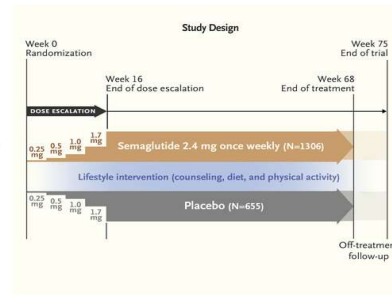 Study Design
Week 0
Randomization
Week 75
End of trial
Week 16
End of dose escalation
Week 68
End of treatment
DOSE ESCALATION
0.25 mg
0.5 mg
1.0 mg
1.7 mg
Semaglutide 2.4 mg once weekly (N=1306)
Lifestyle intervention (counseling, diet, and physical activity)
0.25 mg
0.5 mg
1.0 mg
1.7 mg
Placebo (N=655)
Off-treatment
follow-up